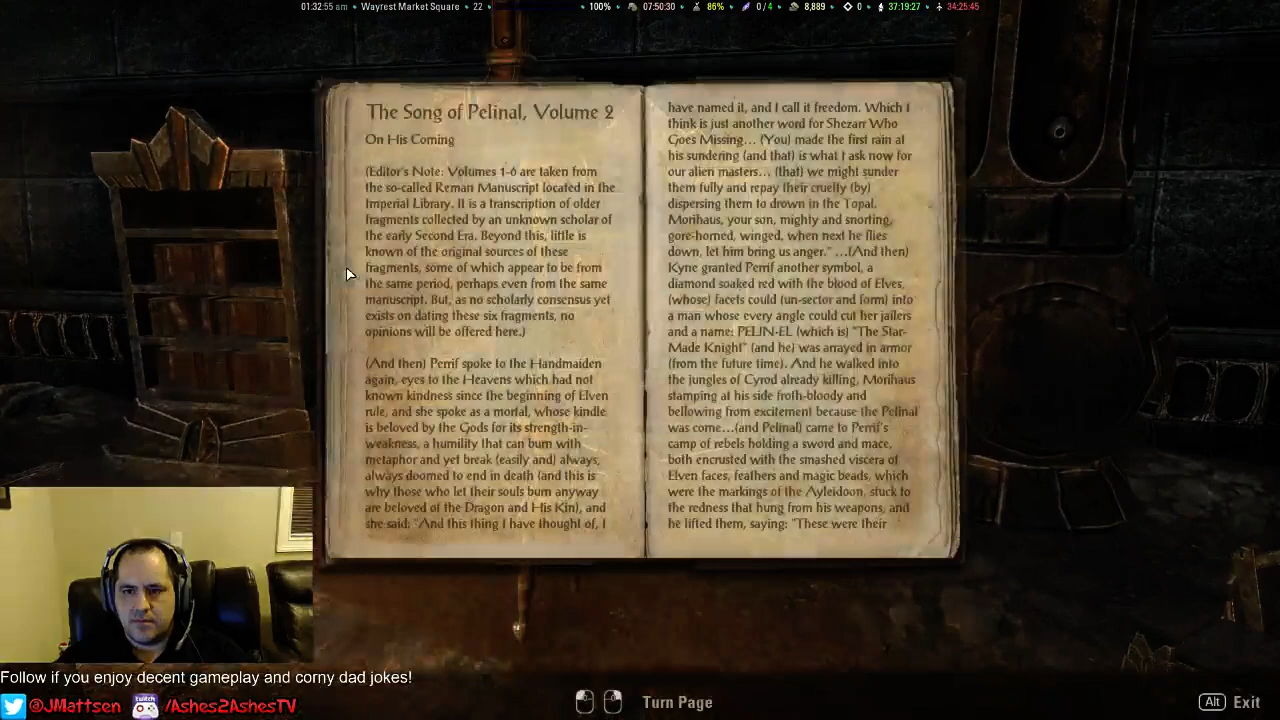 01:32:55 am • Wayrest Market Square • 22
100% • 07:50:30 • 86% • 0/4 • 8,889 • 0 • 37:19:27 • 34:25:45
The Song of Pelinal, Volume 2
On His Coming
(Editor's Note: Volumes 1-6 are taken from
the so-called Reman Manuscript located in the
Imperial Library. It is a transcription of older
fragments collected by an unknown scholar of
the early Second Era. Beyond this, little is
known of the original sources of these
fragments, some of which appear to be from
the same period, perhaps even from the same
manuscript. But, as no scholarly consensus yet
exists on dating these six fragments, no
opinions will be offered here.)
(And then) Perrif spoke to the Handmaiden
again, eyes to the Heavens which had not
known kindness since the beginning of Elven
rule, and she spoke as a mortal, whose kindle
is beloved by the Gods for its strength-in-
weakness, a humility that can burn with
metaphor and yet break (easily and) always,
always doomed to end in death (and this is
why those who let their souls burn anyway
are beloved of the Dragon and His Kin), and
she said: "And this thing I have thought of, I
have named it, and I call it freedom. Which I
think is just another word for Shezarr Who
Goes Missing... (You) made the first rain at
his sundering (and that) is what I ask now for
our alien masters... (that) we might sunder
them fully and repay their cruelty (by)
dispersing them to drown in the Topal.
Morihaus, your son, mighty and snorting,
gore-horned, winged, when next he flies
down, let him bring us anger." ...(And then)
Kyne granted Perrif another symbol, a
diamond soaked red with the blood of Elves,
(whose) facets could (un-sector and form) into
a man whose every angle could cut her jailers
and a name: PELIN-EL (which is) "The Star-
Made Knight" (and he) was arrayed in armor
(from the future time). And he walked into
the jungles of Cyrod already killing, Morihaus
stamping at his side froth-bloody and
bellowing from excitement because the Pelinal
was come...(and Pelinal) came to Perrif's
camp of rebels holding a sword and mace,
both encrusted with the smashed viscera of
Elven faces, feathers and magic beads, which
were the markings of the Ayleidoon, stuck to
the redness that hung from his weapons, and
he lifted them, saying: "These were their
Follow if you enjoy decent gameplay and corny dad jokes!
@JMattsen twitch /Ashes2AshesTV
Turn Page
Alt Exit